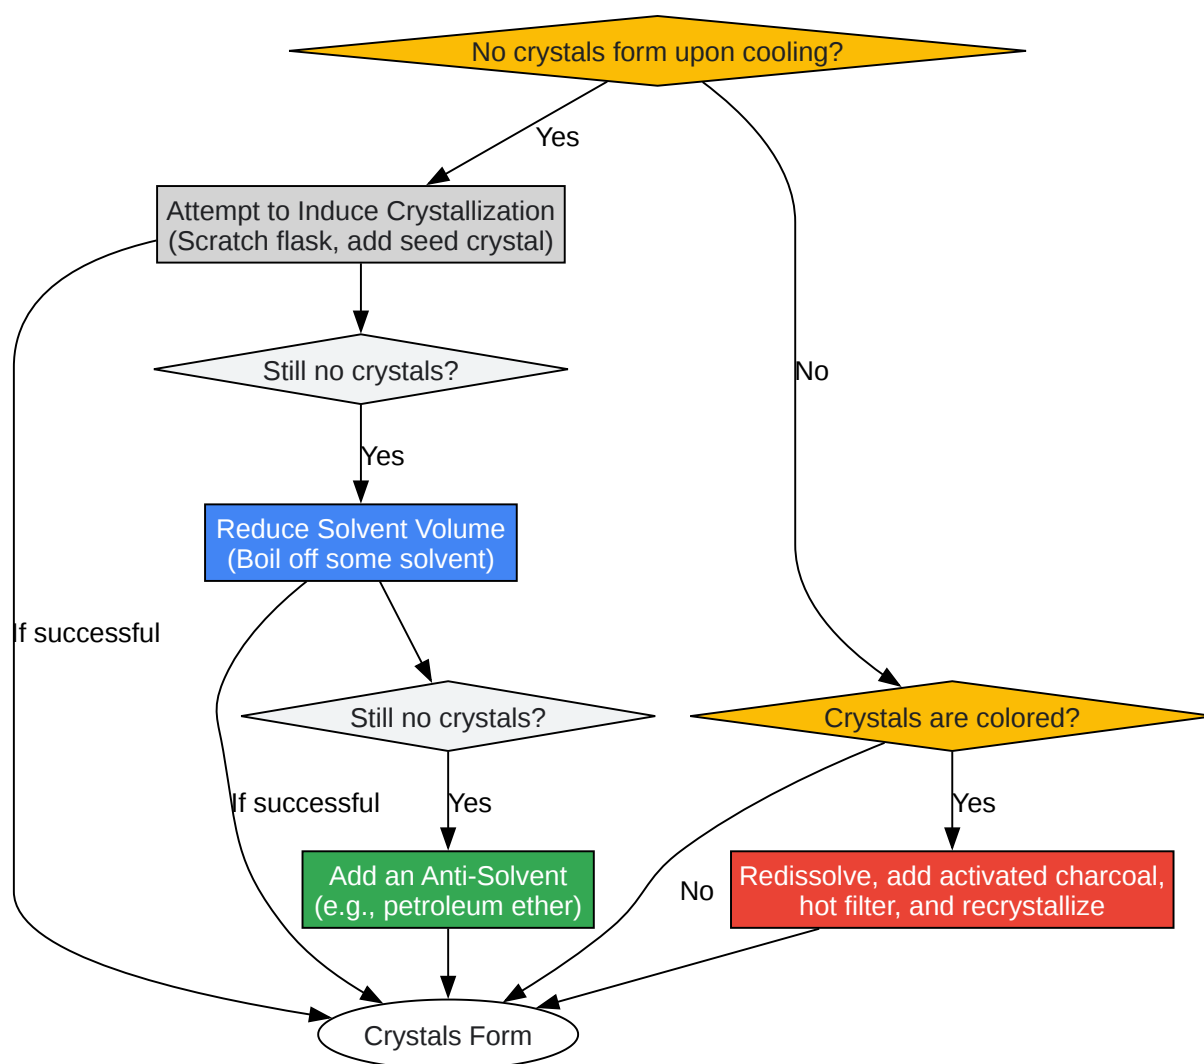 No crystals form upon cooling?
Yes
Attempt to Induce Crystallization
(Scratch flask, add seed crystal)
Still no crystals?
No
Yes
Reduce Solvent Volume
(Boil off some solvent)
If successful
Still no crystals?
Crystals are colored?
If successful
Yes
Yes
Add an Anti-Solvent
(e.g., petroleum ether)
No
Redissolve, add activated charcoal,
hot filter, and recrystallize
Crystals Form